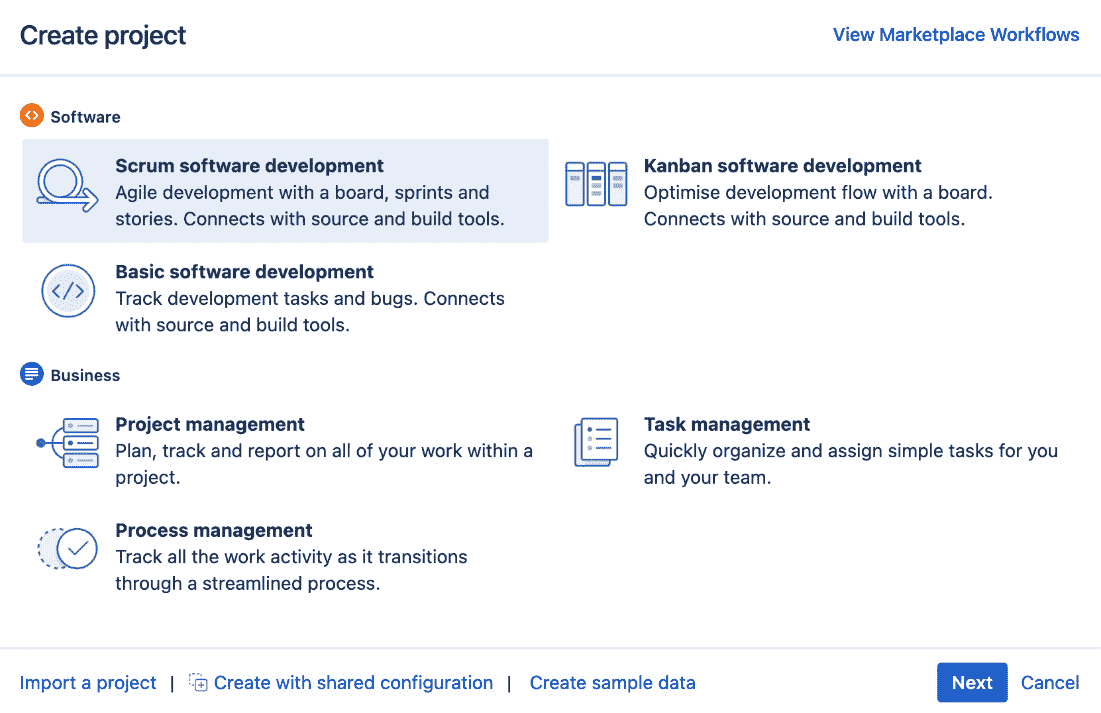 Create project
View Marketplace Workflows
Software
Scrum software development
Agile development with a board, sprints and
stories. Connects with source and build tools.
Kanban software development
Optimise development flow with a board.
Connects with source and build tools.
Basic software development
Track development tasks and bugs. Connects
with source and build tools.
Business
Project management
Plan, track and report on all of your work within a
project.
Task management
Quickly organize and assign simple tasks for you
and your team.
Process management
Track all the work activity as it transitions
through a streamlined process.
Import a project | Create with shared configuration | Create sample data
Next
Cancel